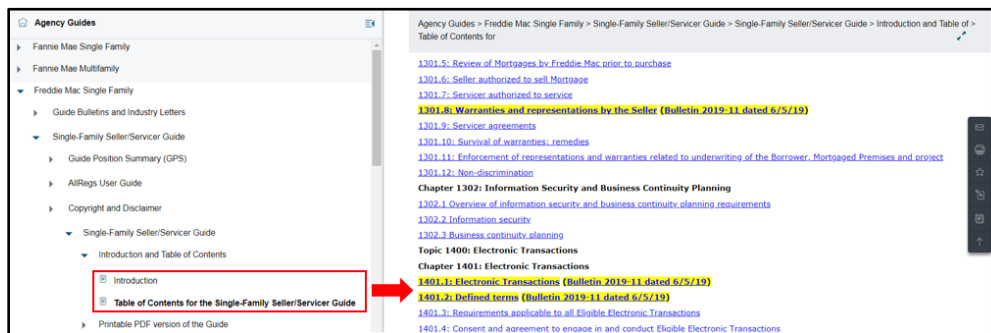 Agency Guides
Fannie Mae Single Family
Fannie Mae Multifamily
Freddie Mac Single Family
Guide Bulletins and Industry Letters
Single-Family Seller/Servicer Guide
Guide Position Summary (GPS)
AllRegs User Guide
Copyright and Disclaimer
Single-Family Seller/Servicer Guide
Introduction and Table of Contents
Introduction
Table of Contents for the Single-Family Seller/Servicer Guide
Printable PDF version of the Guide
Agency Guides > Freddie Mac Single Family > Single-Family Seller/Servicer Guide > Single-Family Seller/Servicer Guide > Introduction and Table of >
Table of Contents for
1301.5: Review of Mortgages by Freddie Mac prior to purchase
1301.6: Seller authorized to sell Mortgage
1301.7: Servicer authorized to service
1301.8: Warranties and representations by the Seller (Bulletin 2019-11 dated 6/5/19)
1301.9: Servicer agreements
1301.10: Survival of warranties; remedies
1301.11: Enforcement of representations and warranties related to underwriting of the Borrower, Mortgaged Premises and project
1301.12: Non-discrimination
Chapter 1302: Information Security and Business Continuity Planning
1302.1 Overview of information security and business continuity planning requirements
1302.2 Information security
1302.3 Business continuity planning
Topic 1400: Electronic Transactions
Chapter 1401: Electronic Transactions
1401.1: Electronic Transactions (Bulletin 2019-11 dated 6/5/19)
1401.2: Defined terms (Bulletin 2019-11 dated 6/5/19)
1401.3: Requirements applicable to all Eligible Electronic Transactions
1401.4: Consent and agreement to engage in and conduct Eligible Electronic Transactions